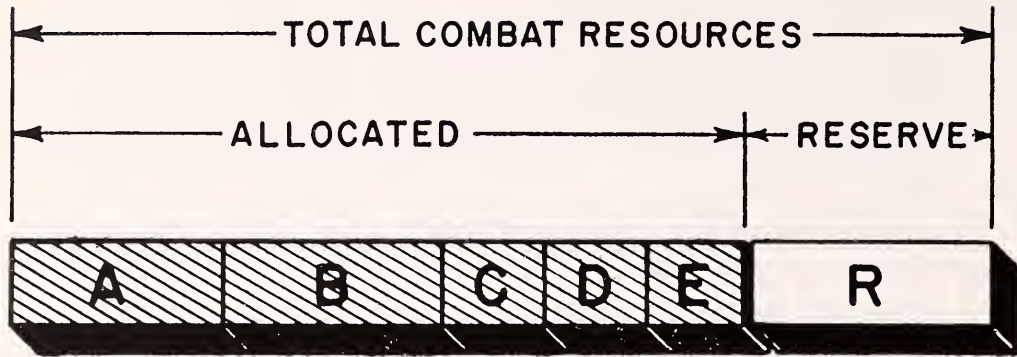 TOTAL COMBAT RESOURCES
ALLOCATED RESERVE
A B C D E R